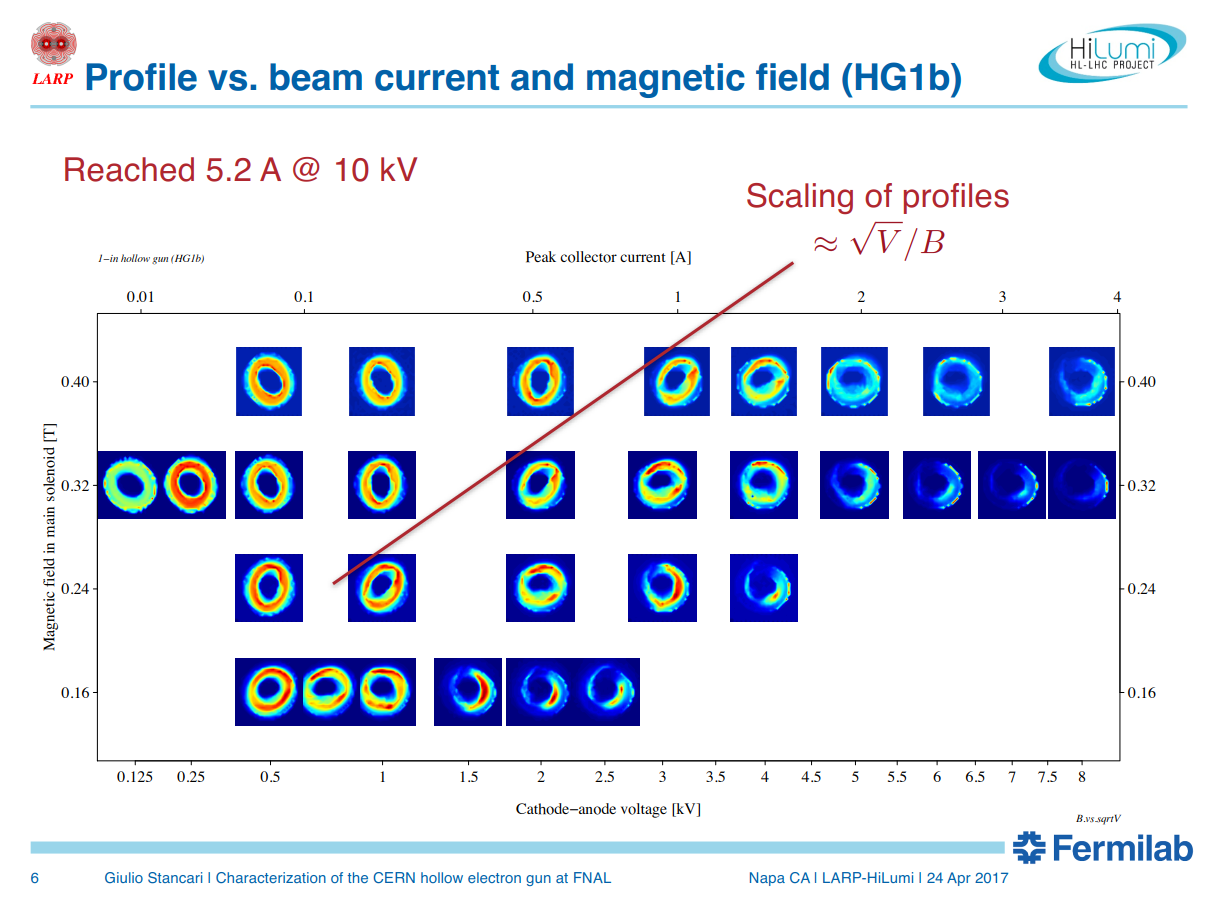 LARP
Profile vs. beam current and magnetic field (HG1b)
HiLumi
HL-LHC PROJECT
Reached 5.2 A @ 10 kV
Scaling of profiles
≈ √V/B
1−in hollow gun (HG1b)
Peak collector current [A]
0.01 0.1 0.5 1 2 3 4
0.40 0.40
0.32 0.32
0.24 0.24
0.16 0.16
Magnetic field in main solenoid [T]
0.125 0.25 0.5 1 1.5 2 2.5 3 3.5 4 4.5 5 5.5 6 6.5 7 7.5 8
Cathode−anode voltage [kV]
B.vs.sqrtV
Fermilab
6 Giulio Stancari | Characterization of the CERN hollow electron gun at FNAL Napa CA | LARP-HiLumi | 24 Apr 2017